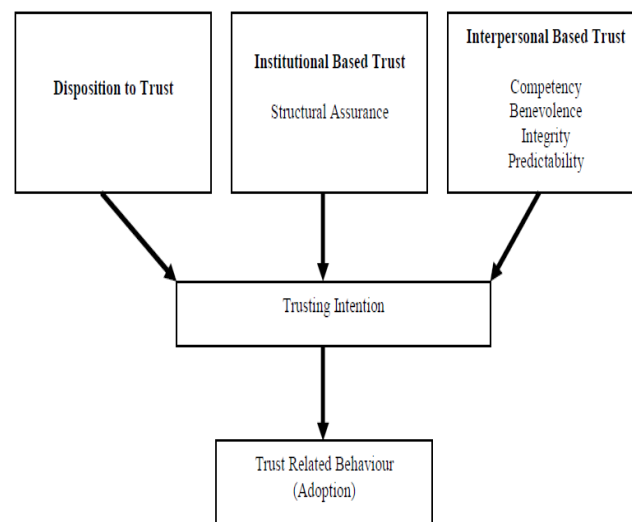 Disposition to Trust
Institutional Based Trust
Structural Assurance
Interpersonal Based Trust
Competency
Benevolence
Integrity
Predictability
Trusting Intention
Trust Related Behaviour
(Adoption)